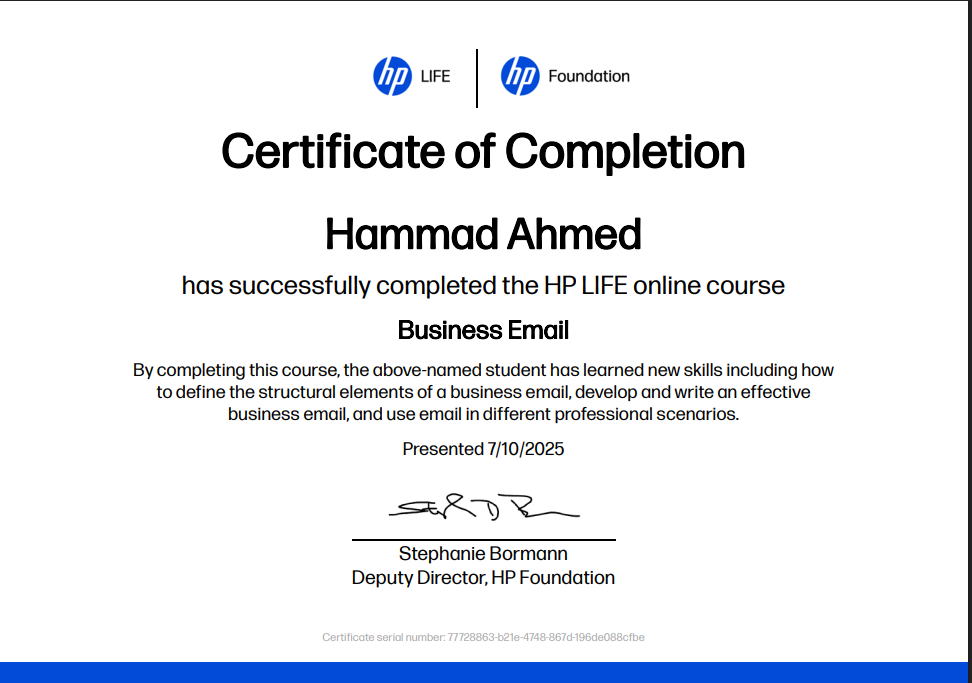 hp LIFE
hp Foundation
Certificate of Completion
Hammad Ahmed
has successfully completed the HP LIFE online course
Business Email
By completing this course, the above-named student has learned new skills including how
to define the structural elements of a business email, develop and write an effective
business email, and use email in different professional scenarios.
Presented 7/10/2025
Stephanie Bormann
Deputy Director, HP Foundation
Certificate serial number: 77728863-b21e-4748-867d-196de088cfbe